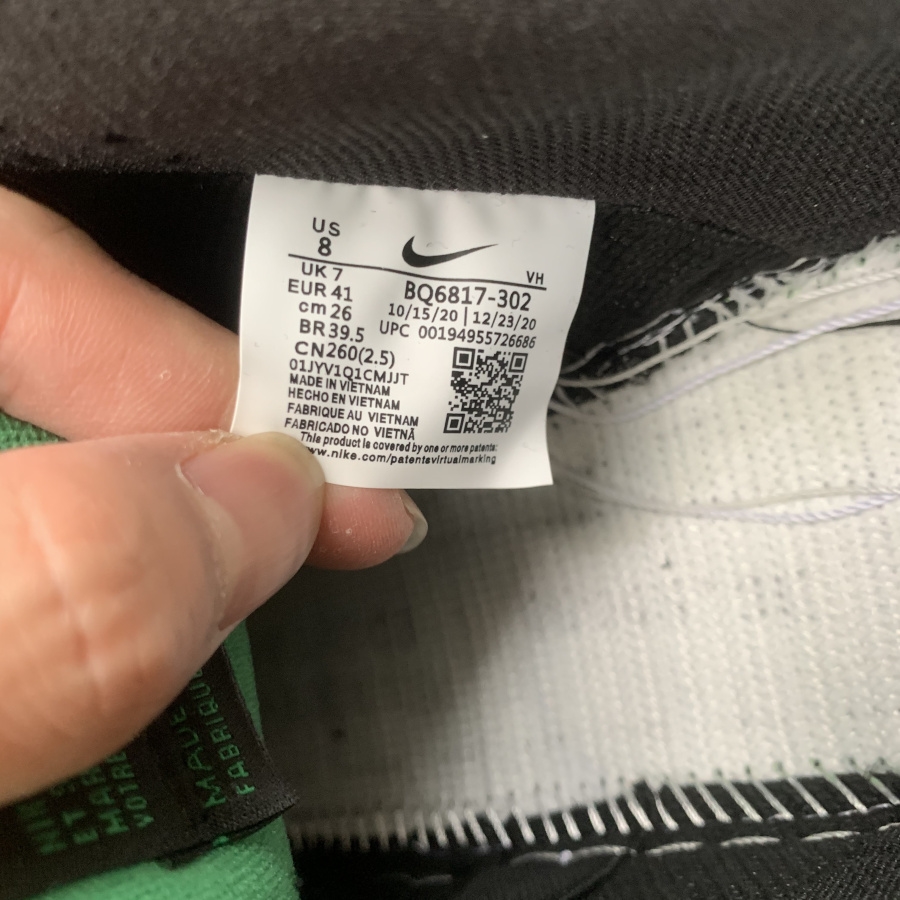 US
8
VH
UK 7
EUR 41
cm 26
BR 39.5
CN260(2.5)
BQ6817-302
10/15/20 | 12/23/20
UPC 00194955726686
01JYV1Q1CMJJT
MADE IN VIETNAM
HECHO EN VIETNAM
FABRIQUE AU VIETNAM
FABRICADO NO VIETNÃ
This product is covered by one or more patents:
www.nike.com/patentsvirtualmarking
ET
VOTRE
MADE